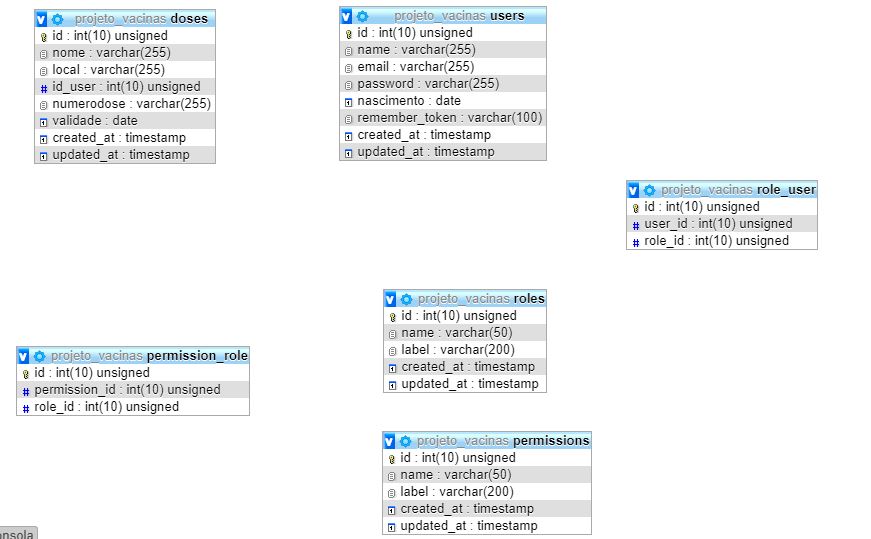 projeto_vacinas doses
id : int(10) unsigned
nome : varchar(255)
local : varchar(255)
id_user : int(10) unsigned
numerodose : varchar(255)
validade : date
created_at : timestamp
updated_at : timestamp
projeto_vacinas users
id : int(10) unsigned
name : varchar(255)
email : varchar(255)
password : varchar(255)
nascimento : date
remember_token : varchar(100)
created_at : timestamp
updated_at : timestamp
projeto_vacinas role_user
id : int(10) unsigned
user_id : int(10) unsigned
role_id : int(10) unsigned
projeto_vacinas roles
id : int(10) unsigned
name : varchar(50)
label : varchar(200)
created_at : timestamp
updated_at : timestamp
projeto_vacinas permission_role
id : int(10) unsigned
permission_id : int(10) unsigned
role_id : int(10) unsigned
projeto_vacinas permissions
id : int(10) unsigned
name : varchar(50)
label : varchar(200)
created_at : timestamp
updated_at : timestamp
onsola